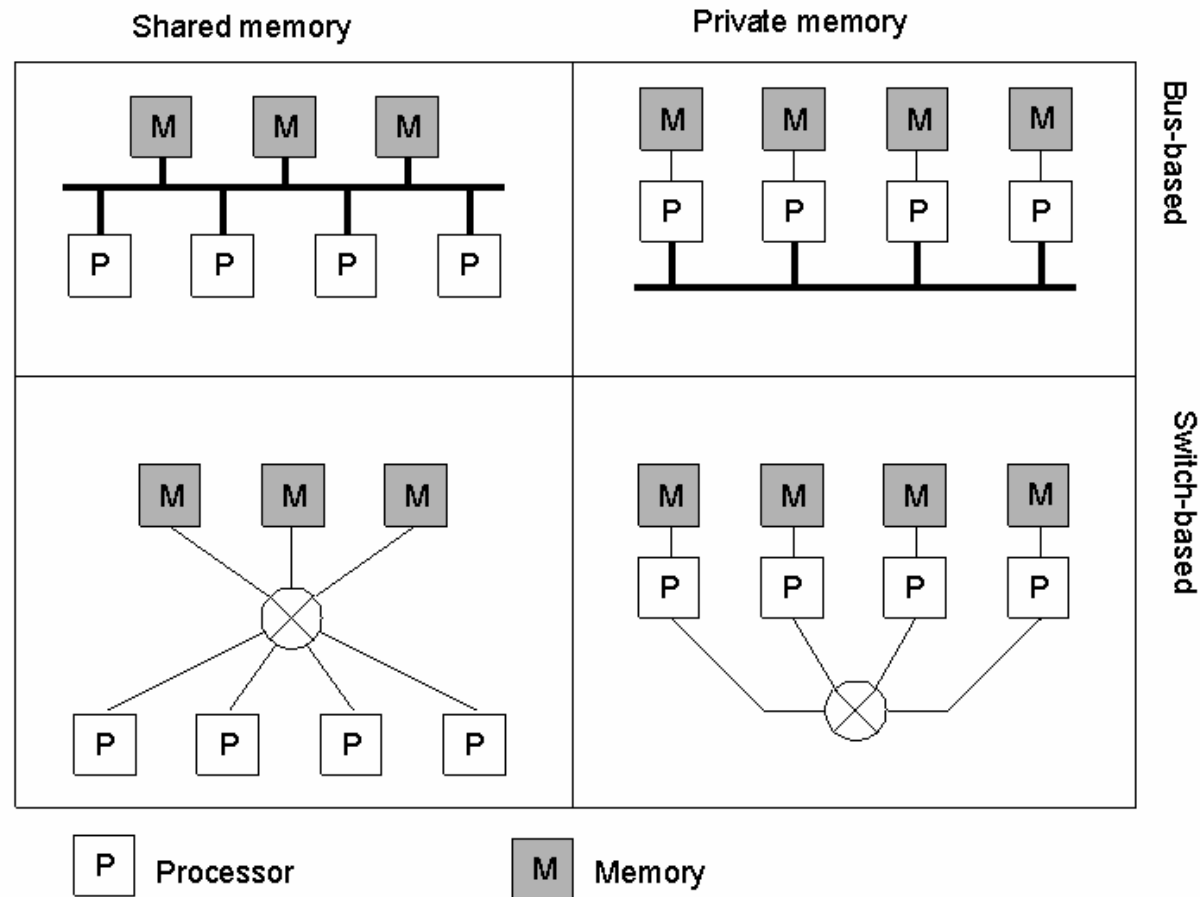 Shared memory
Private memory
M M M
P P P P
M M M M
P P P P
Bus-based
M M M
P P P P
M M M M
P P P P
Switch-based
P Processor
M Memory